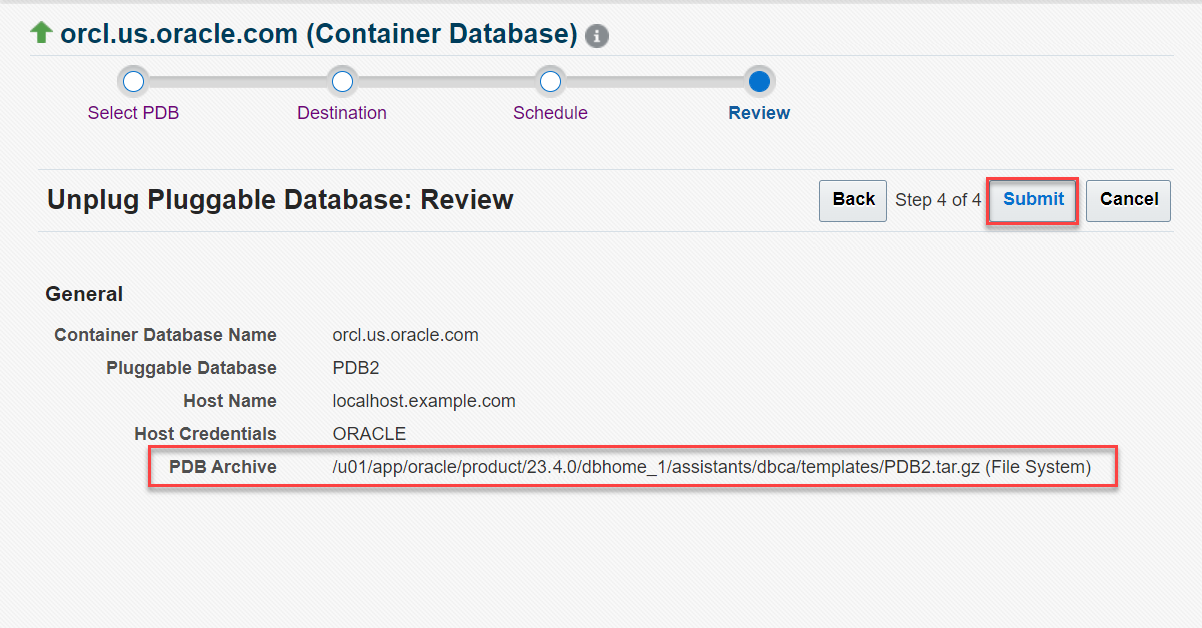 orcl.us.oracle.com (Container Database)
Select PDB Destination Schedule Review
Unplug Pluggable Database: Review Back Step 4 of 4 Submit Cancel
General
Container Database Name orcl.us.oracle.com
Pluggable Database PDB2
Host Name localhost.example.com
Host Credentials ORACLE
PDB Archive /u01/app/oracle/product/23.4.0/dbhome_1/assistants/dbca/templates/PDB2.tar.gz (File System)